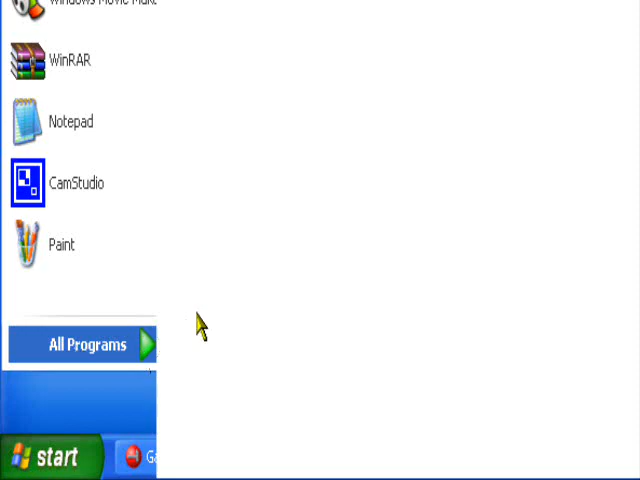 WinRAR
Notepad
CamStudio
Paint
All Programs
start